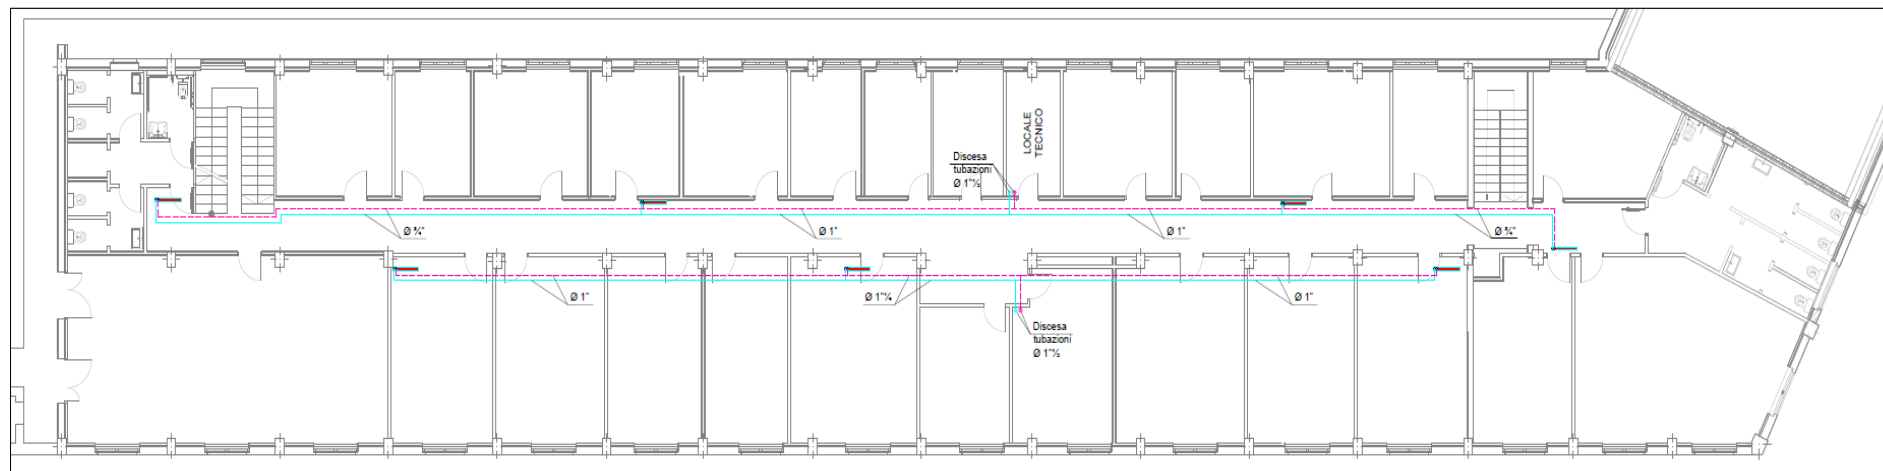 LOCALE
TECNICO
Discesa
tubazioni
Ø 1"½
Ø ¾"
Ø 1"
Ø 1"
Ø ¾"
Ø 1"
Ø 1"¼
Ø 1"
Discesa
tubazioni
Ø 1"½